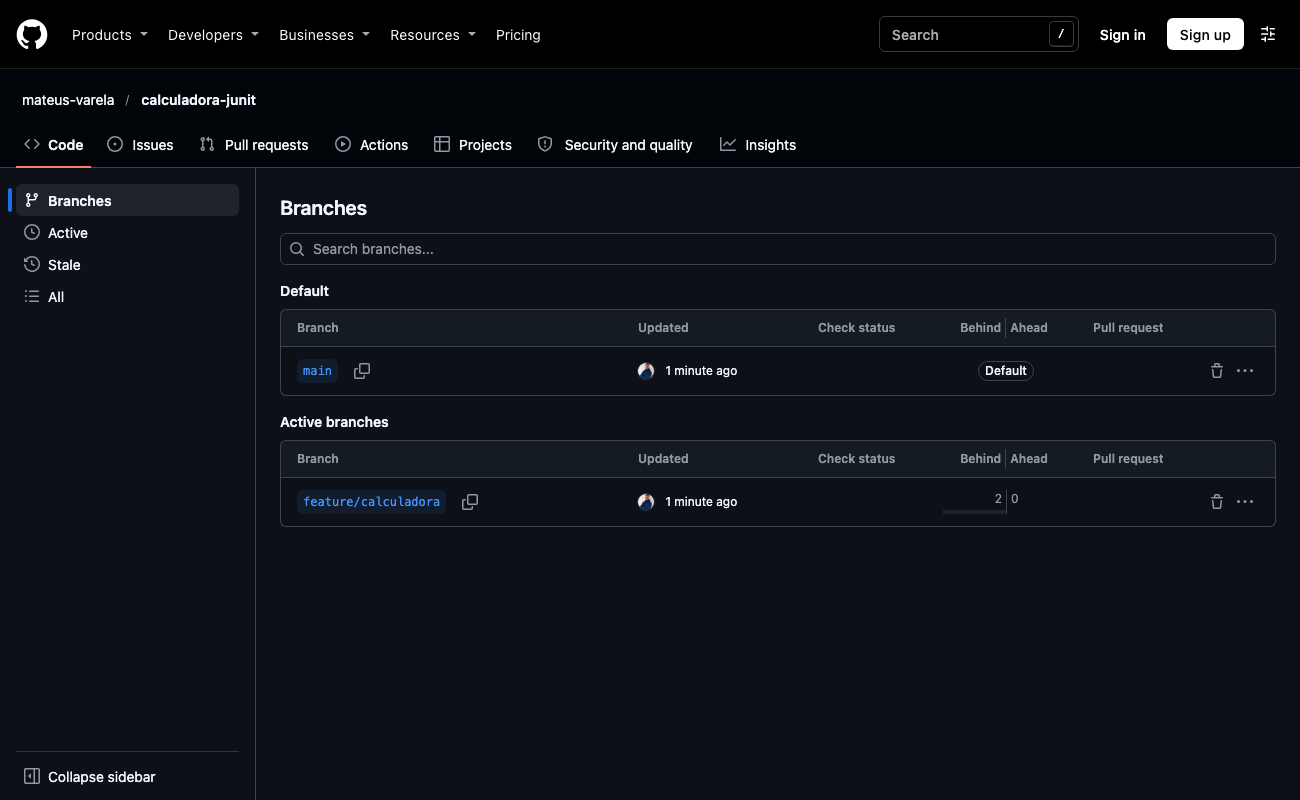 Products Developers Businesses Resources Pricing Search / Sign in Sign up
mateus-varela / calculadora-junit
Code Issues Pull requests Actions Projects Security and quality Insights
Branches
Active
Stale
All
Collapse sidebar
Branches
Search branches...
Default
Branch Updated Check status Behind Ahead Pull request
main 1 minute ago Default
Active branches
Branch Updated Check status Behind Ahead Pull request
feature/calculadora 1 minute ago 2 0